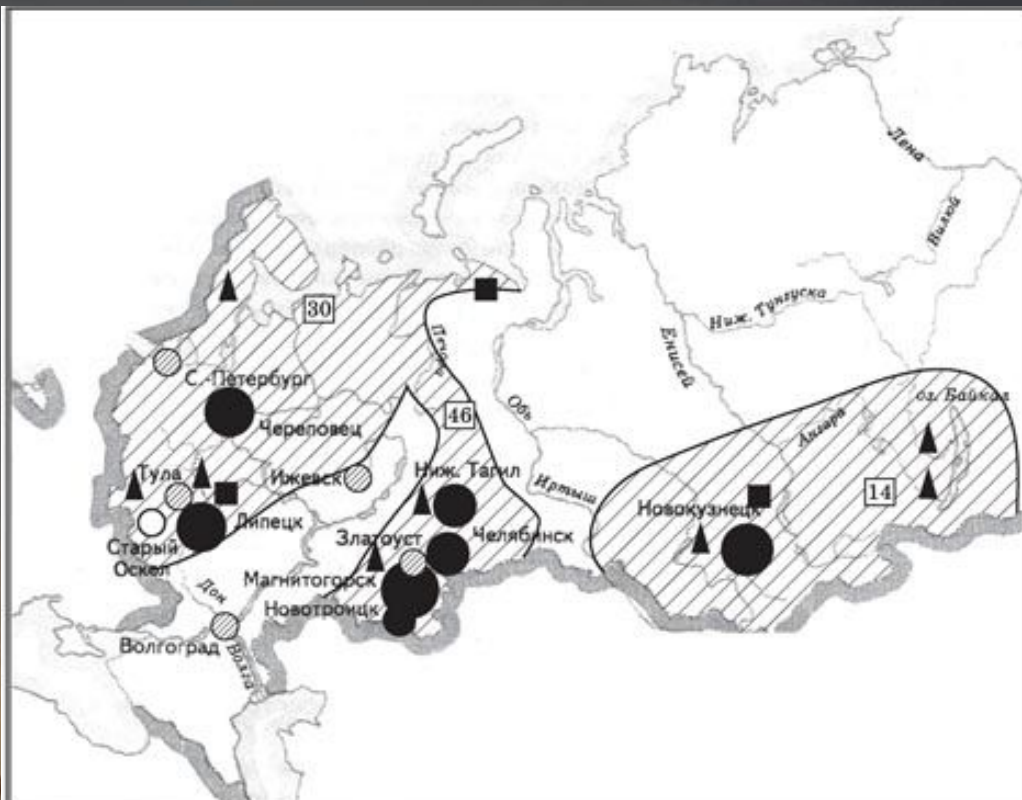 Лена
Вилюй
Ниж. Тунгуска
30
Енисей
Печора
С.-Петербург
оз. Байкал
Обь
46
Ангара
Череповец
Тула
Ижевск
Ниж. Тагил
Иртыш
14
Новокузнецк
Липецк
Златоуст
Челябинск
Старый
Оскол
Магнитогорск
Дон
Новотроицк
Волгоград
Волга